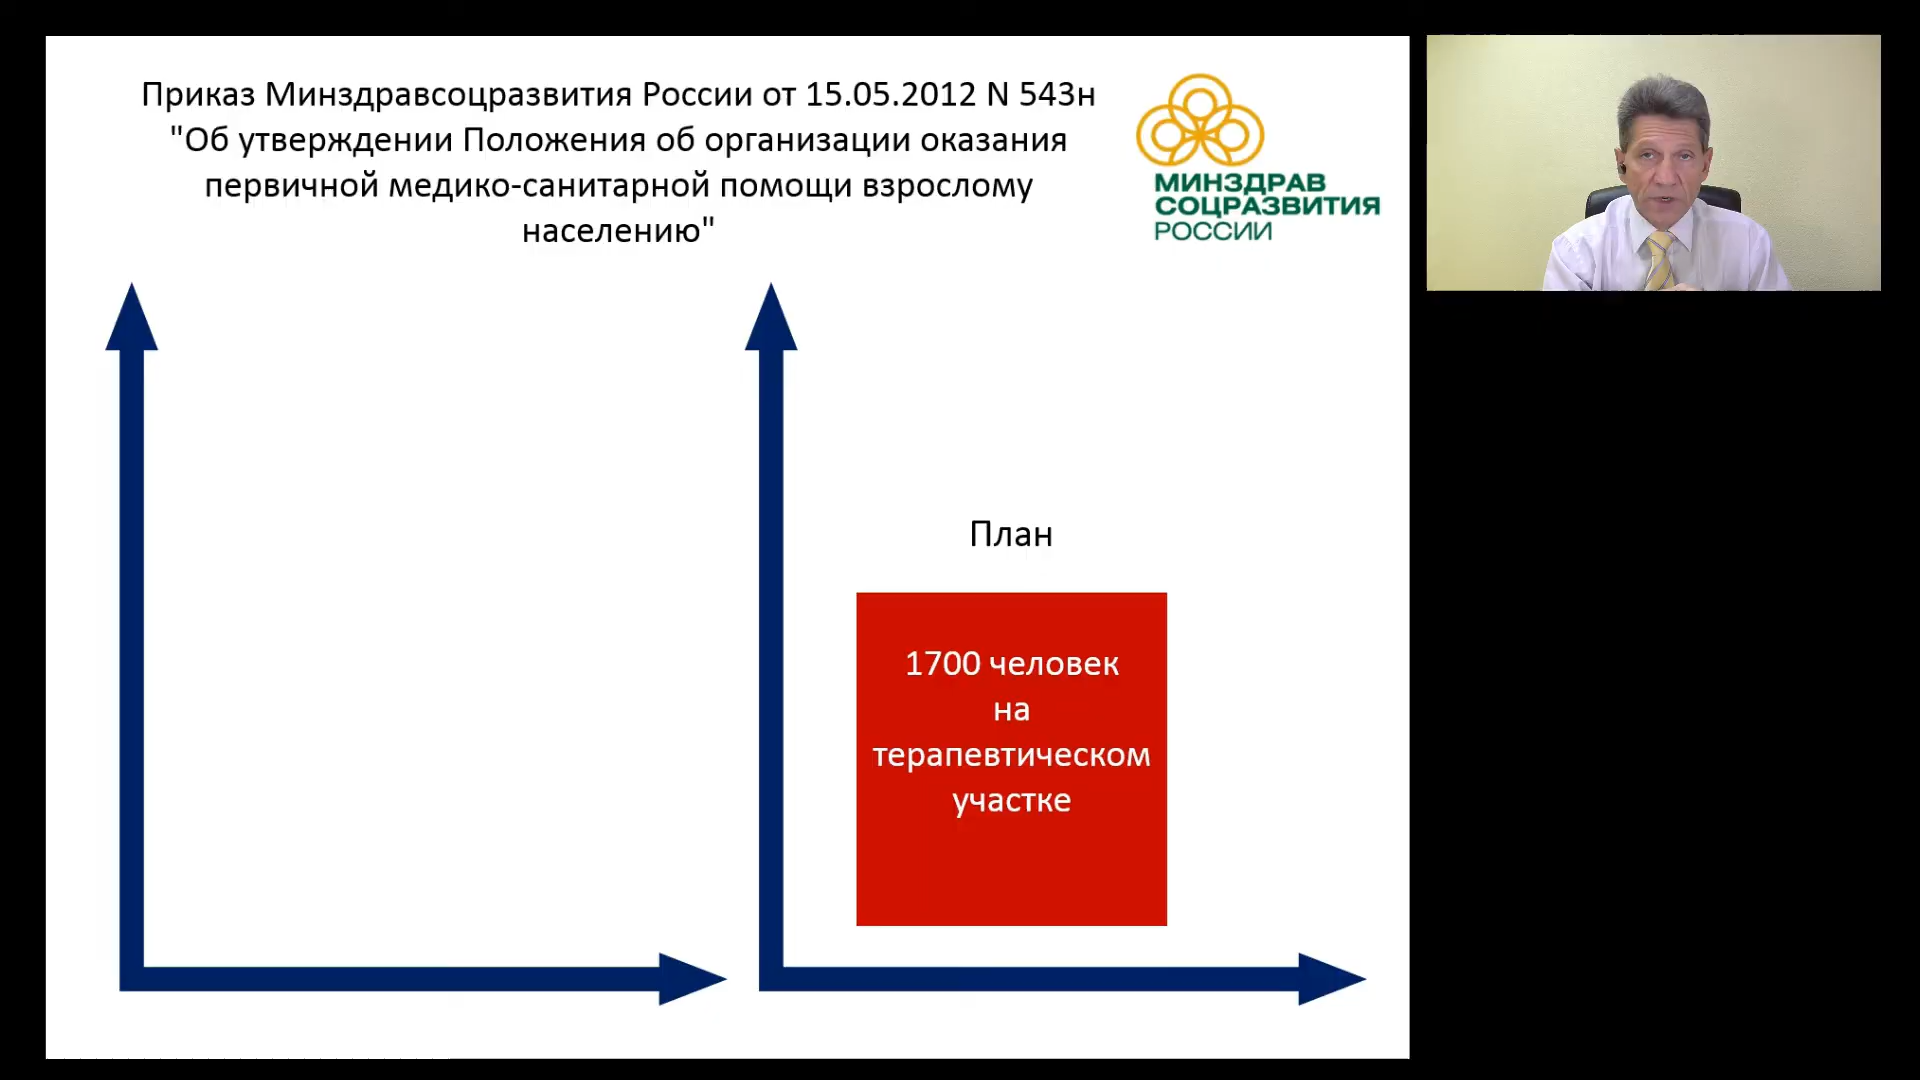 Приказ Минздравсоцразвития России от 15.05.2012 N 543н
"Об утверждении Положения об организации оказания
первичной медико-санитарной помощи взрослому
населению"
МИНЗДРАВ
СОЦРАЗВИТИЯ
РОССИИ
План
1700 человек
на
терапевтическом
участке